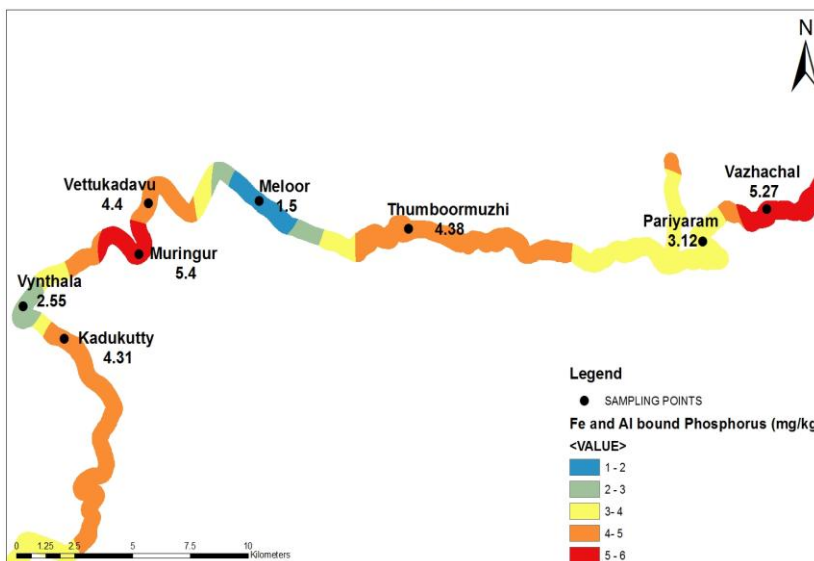 N
Vazhachal
5.27
Vettukadavu
4.4
Meloor
1.5
Thumboormuzhi
4.38
Pariyaram
3.12
Muringur
5.4
Vynthala
2.55
Kadukutty
4.31
Legend
SAMPLING POINTS
Fe and Al bound Phosphorus (mg/kg
<VALUE>
1 - 2
2 - 3
3- 4
4- 5
5 - 6
0 1.25 2.5 5 7.5 10
Kilometers